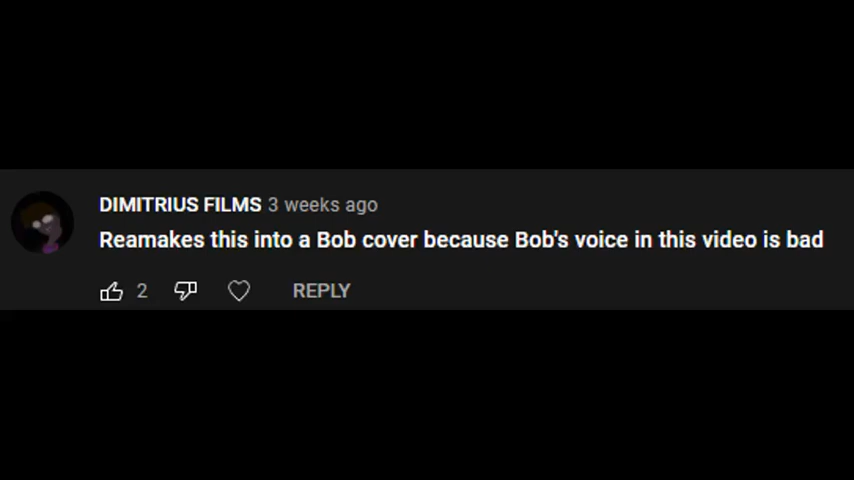 DIMITRIUS FILMS 3 weeks ago
Reamakes this into a Bob cover because Bob's voice in this video is bad
2 REPLY